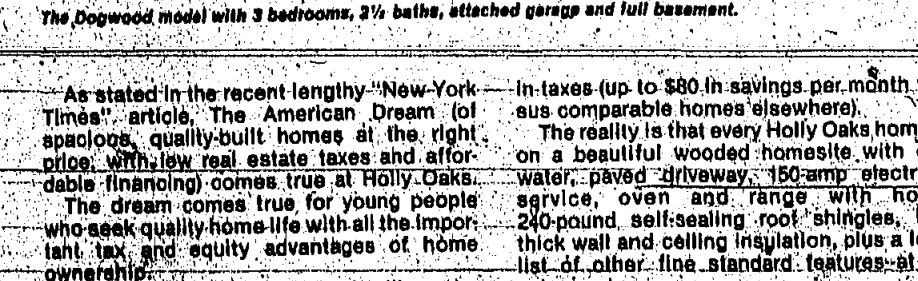 The Dogwood model with 3 bedrooms, 2½ baths, attached garage and full basement.
As stated in the recent lengthy "New York
Times" article, The American Dream (of
spacious, quality-built homes at the right
price, with low real estate taxes and affor-
dable financing) comes true at Holly Oaks.
The dream comes true for young people
who seek quality home life with all the impor-
tant tax and equity advantages of home
ownership.
in taxes (up to $80 in savings per month
sus comparable homes elsewhere).
The reality is that every Holly Oaks hom
on a beautiful wooded homesite with
water, paved driveway, 150-amp electr
service, oven and range with ho
240-pound self-sealing roof shingles,
thick wall and ceiling insulation, plus a l
list of other fine standard features at